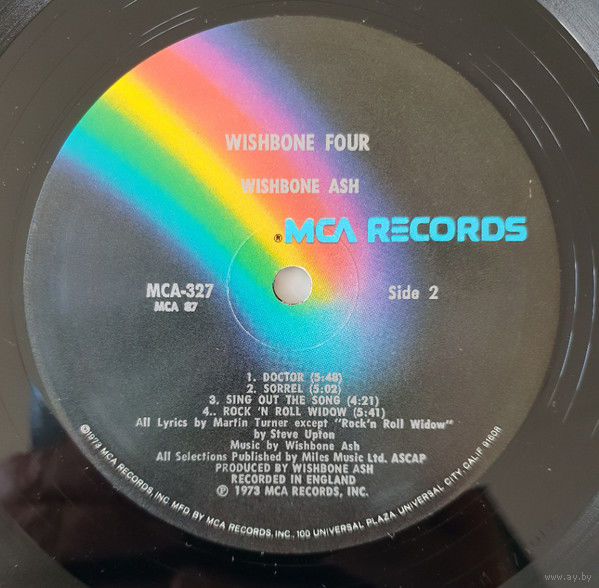 WISHBONE FOUR
WISHBONE ASH
® MCA RECORDS
MCA-327
MCA 87
Side 2
1. DOCTOR (5:48)
2. SORREL (5:02)
3. SING OUT THE SONG (4:21)
4.. ROCK 'N ROLL WIDOW (5:41)
All Lyrics by Martin Turner except "Rock'n Roll Widow"
by Steve Upton
Music by Wishbone Ash
All Selections Published by Miles Music Ltd. ASCAP
PRODUCED BY WISHBONE ASH
RECORDED IN ENGLAND
℗ 1973 MCA RECORDS, INC.
©1973 MCA RECORDS, INC MFD BY MCA RECORDS, INC., 100 UNIVERSAL PLAZA, UNIVERSAL CITY, CALIF 91608
www.ay.by